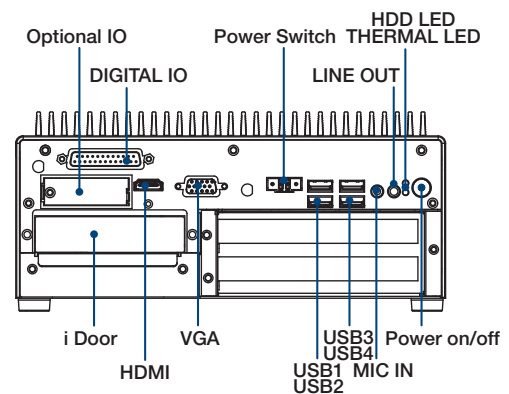 HDD LED
Optional IO
Power Switch
THERMAL LED
DIGITAL IO
LINE OUT
i Door
VGA
USB3
USB4
Power on/off
HDMI
USB1
USB2
MIC IN